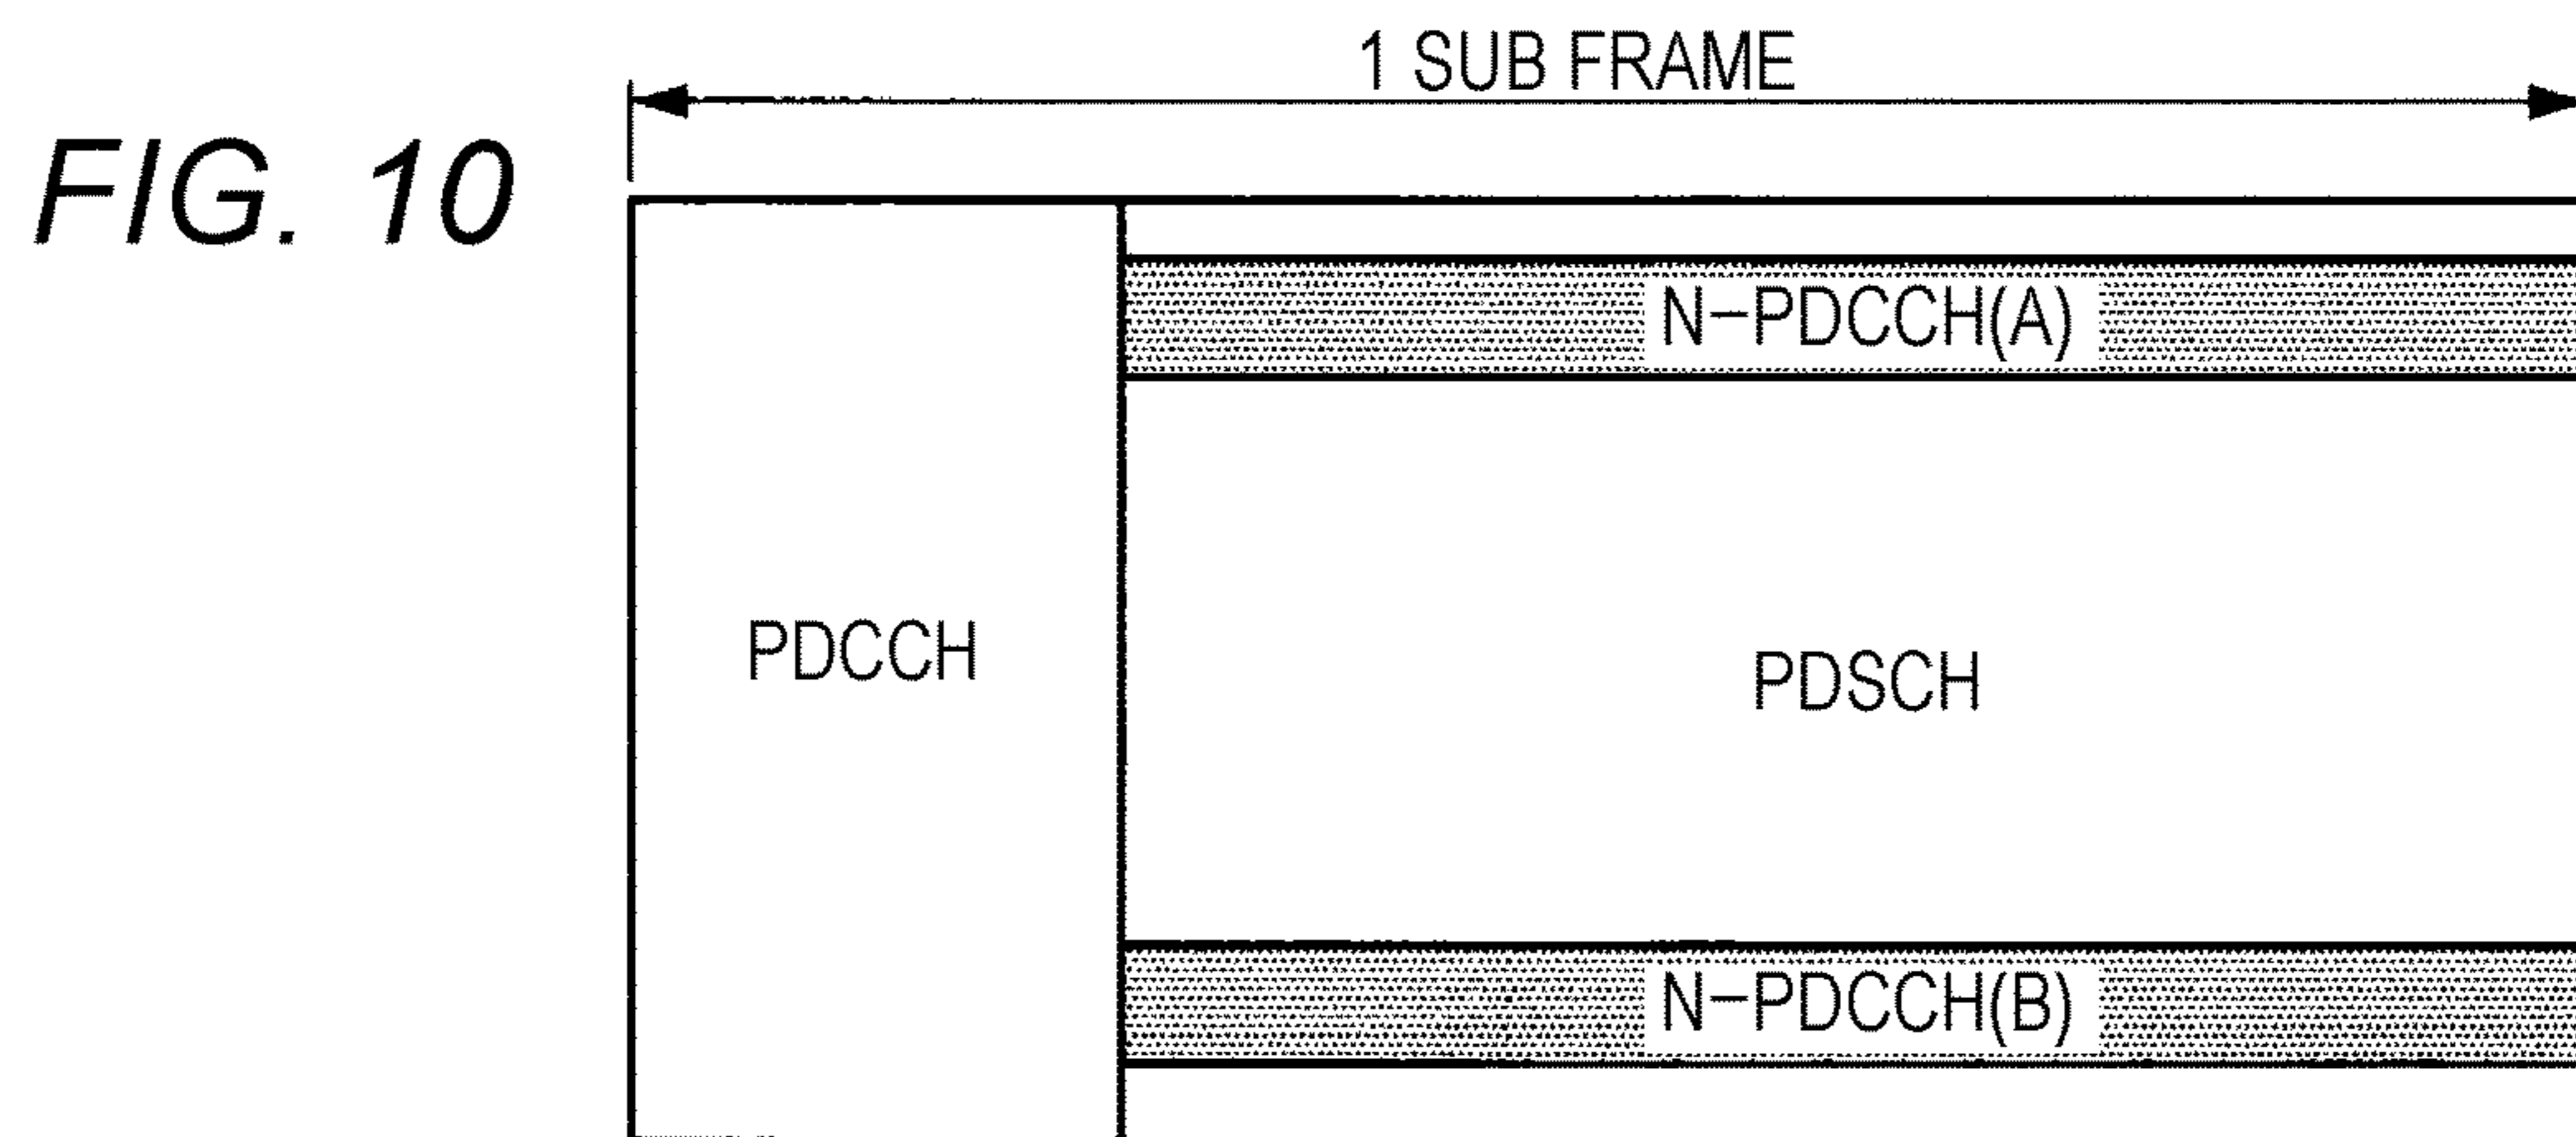 FIG. 10
1 SUB FRAME
N-PDCCH(A)
PDCCH
PDSCH
N-PDCCH(B)